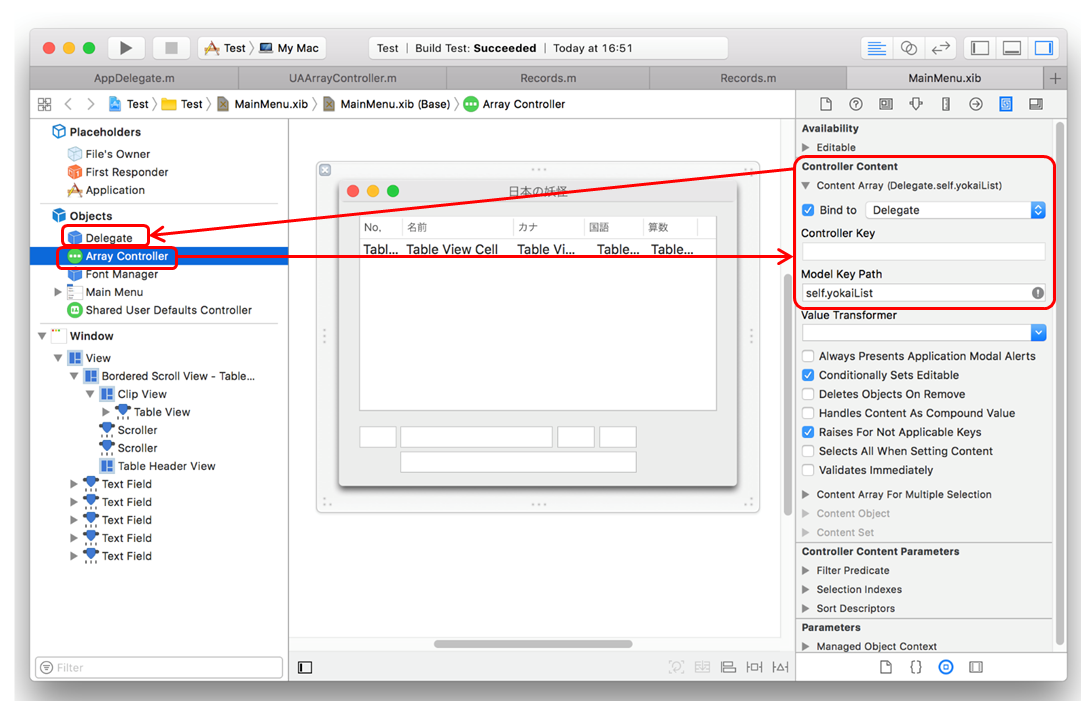 Test 〉 My Mac
Test | Build Test: Succeeded | Today at 16:51
AppDelegate.m
UAArrayController.m
Records.m
Records.m
MainMenu.xib
Test 〉 Test 〉 MainMenu.xib 〉 MainMenu.xib (Base) 〉 Array Controller
Placeholders
File's Owner
First Responder
Application
Objects
Delegate
Array Controller
Font Manager
Main Menu
Shared User Defaults Controller
Window
View
Bordered Scroll View - Table...
Clip View
Table View
Scroller
Scroller
Table Header View
Text Field
Text Field
Text Field
Text Field
Text Field
Filter
日本の妖怪
No. 名前 カナ 国語 算数
Tabl... Table View Cell Table Vi... Table... Table...
Availability
Editable
Controller Content
Content Array (Delegate.self.yokaiList)
Bind to Delegate
Controller Key
Model Key Path
self.yokaiList
Value Transformer
Always Presents Application Modal Alerts
Conditionally Sets Editable
Deletes Objects On Remove
Handles Content As Compound Value
Raises For Not Applicable Keys
Selects All When Setting Content
Validates Immediately
Content Array For Multiple Selection
Content Object
Content Set
Controller Content Parameters
Filter Predicate
Selection Indexes
Sort Descriptors
Parameters
Managed Object Context